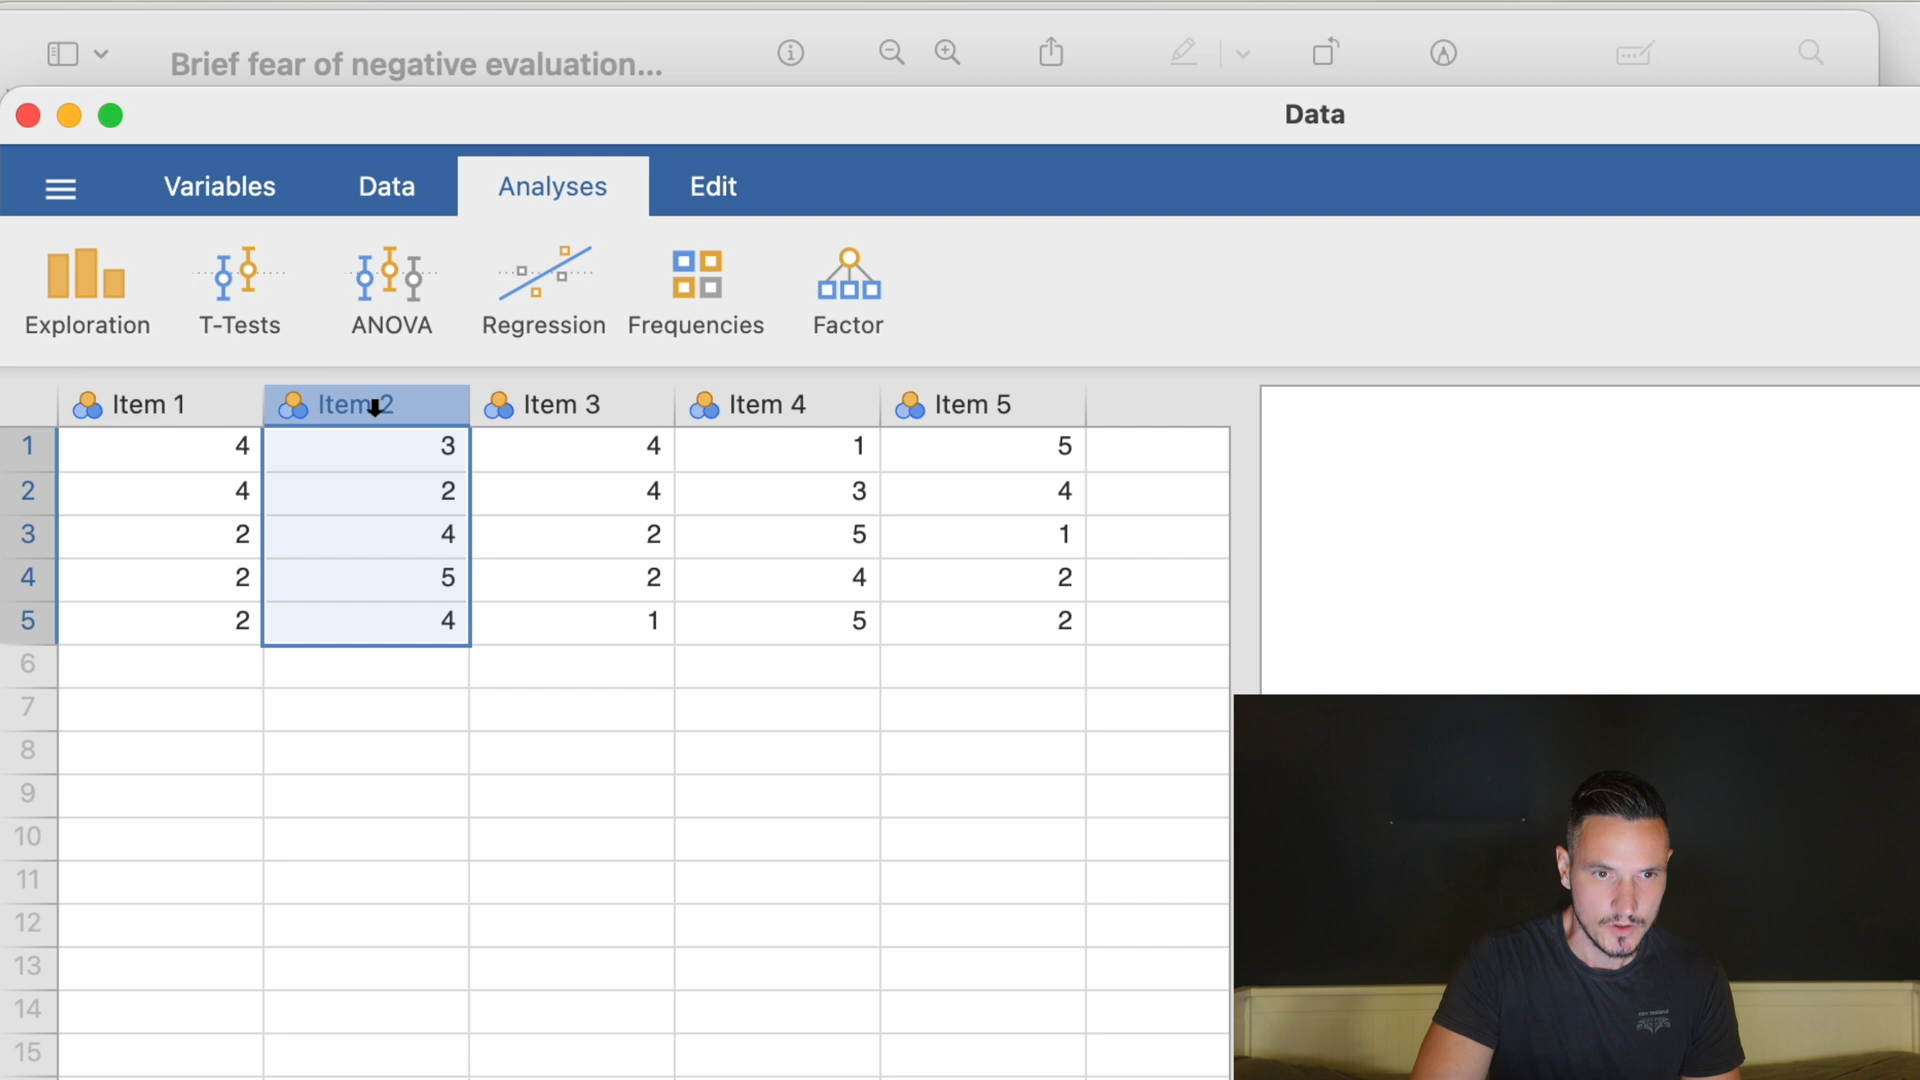 Brief fear of negative evaluation...
Data
Variables Data Analyses Edit
Exploration T-Tests ANOVA Regression Frequencies Factor
Item 1 Item 2 Item 3 Item 4 Item 5
1 4 3 4 1 5
2 4 2 4 3 4
3 2 4 2 5 1
4 2 5 2 4 2
5 2 4 1 5 2
6
7
8
9
10
11
12
13
14
15
new zealand